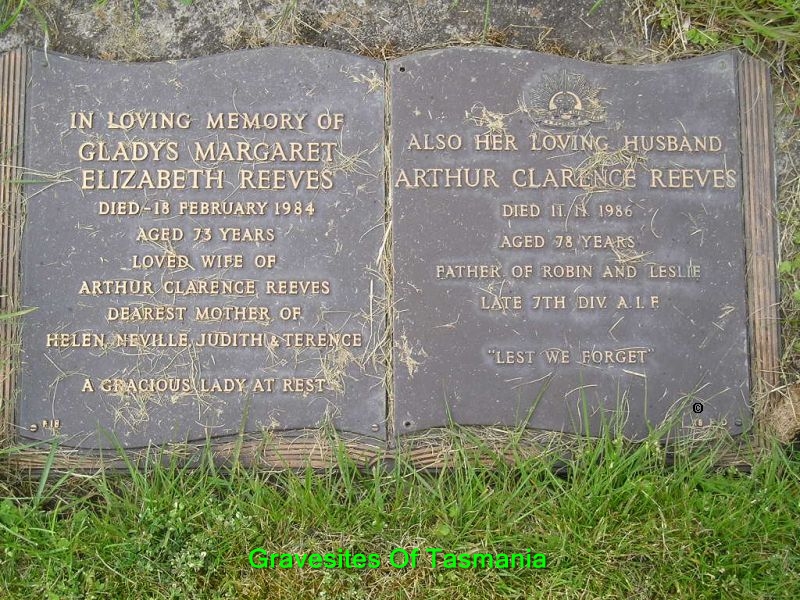 IN LOVING MEMORY OF
GLADYS MARGARET
ELIZABETH REEVES
DIED-18 FEBRUARY 1984
AGED 73 YEARS
LOVED WIFE OF
ARTHUR CLARENCE REEVES
DEAREST MOTHER OF
HELEN, NEVILLE, JUDITH & TERENCE
A GRACIOUS LADY AT REST
ALSO HER LOVING HUSBAND
ARTHUR CLARENCE REEVES
DIED 11. 11. 1986
AGED 78 YEARS
FATHER OF ROBIN AND LESLIE
LATE 7TH DIV. A.I.F.
"LEST WE FORGET"
©
Gravesites Of Tasmania